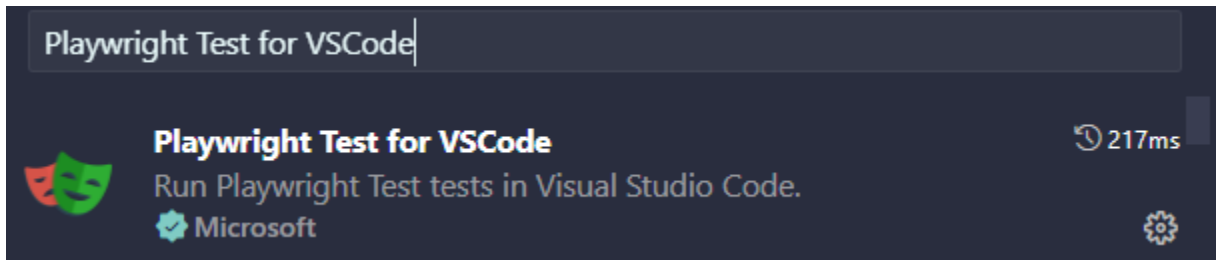 Playwright Test for VSCode
Playwright Test for VSCode 217ms
Run Playwright Test tests in Visual Studio Code.
Microsoft